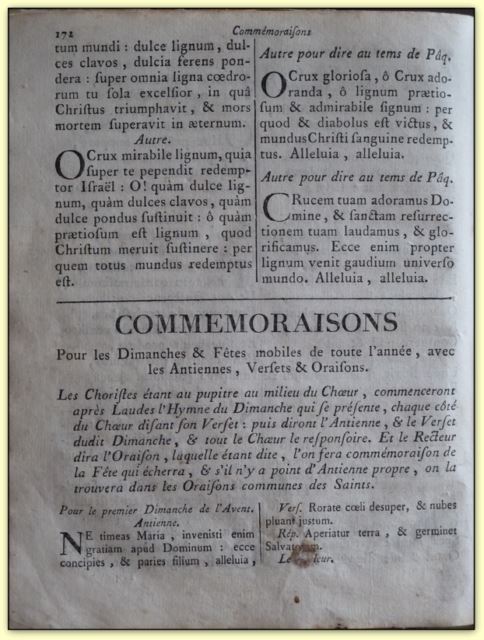 172
Commémoraiſons
tum mundi : dulce lignum, dul-
ces clavos, dulcia ferens pon-
dera : ſuper omnia ligna cœdro-
rum tu ſola excelſior, in quâ
Chriſtus triumphavit, & mors
mortem ſuperavit in æternum.
Autre.
O Crux mirabile lignum, quia
ſuper te pependit redemp-
tor Iſraël : O! quàm dulce lig-
num, quàm dulces clavos, quàm
dulce pondus ſuſtinuit : ô quàm
prætioſum eſt lignum, quod
Chriſtum meruit ſuſtinere : per
quem totus mundus redemptus
eſt.
Autre pour dire au tems de Pâq.
O Crux glorioſa, ô Crux ado-
randa, ô lignum prætio-
ſum & admirabile ſignum : per
quod & diabolus eſt victus, &
mundus Chriſti ſanguine redemp-
tus. Alleluia, alleluia.
Autre pour dire au tems de Pâq.
CRucem tuam adoramus Do-
mine, & ſanctam reſurrec-
tionem tuam laudamus, & glo-
rificamus. Ecce enim propter
lignum venit gaudium univerſo
mundo. Alleluia, alleluia.
COMMEMORAISONS
Pour les Dimanches & Fêtes mobiles de toute l'année, avec
les Antiennes, Verſets & Oraiſons.
Les Choriſtes étant au pupitre au milieu du Chœur, commenceront
après Laudes l'Hymne du Dimanche qui ſe préſente, chaque côté
du Chœur diſant ſon Verſet : puis diront l'Antienne, & le Verſet
dudit Dimanche, & tout le Chœur le reſponſoire. Et le Recteur
dira l'Oraiſon, laquelle étant dite, l'on fera commémoraiſon de
la Fête qui écherra, & s'il n'y a point d'Antienne propre, on la
trouvera dans les Oraiſons communes des Saints.
Pour le premier Dimanche de l'Avent.
Antienne.
NE timeas Maria, inveniſti enim
gratiam apud Dominum : ecce
concipies, & paries filium, alleluia,
Verſ. Rorate cœli deſuper, & nubes
pluant juſtum.
Rép. Aperiatur terra, & germinet
Salvatorem.
Le